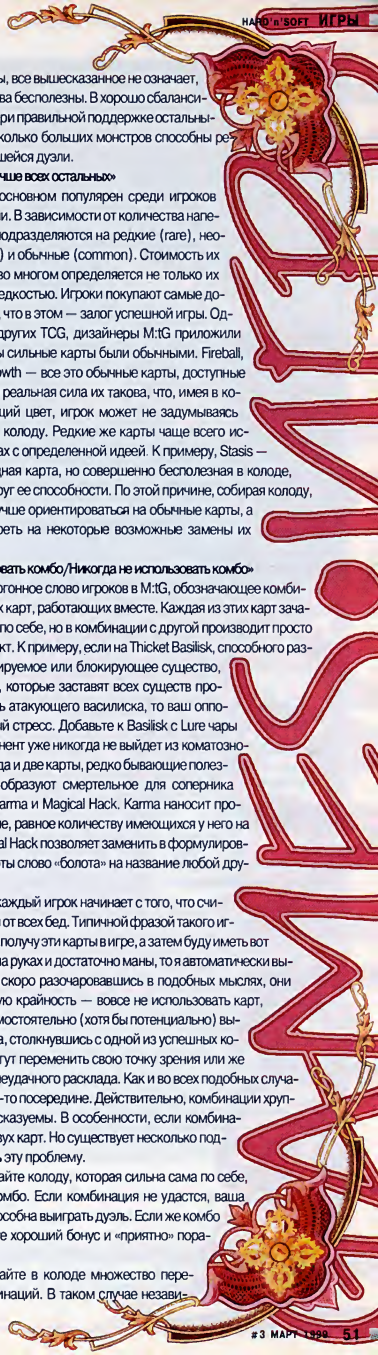 HARD'n'SOFT ИГРЫ
ы, все вышесказанное не означает,
ва бесполезны. В хорошо сбаланси-
ри правильной поддержке остальны-
сколько больших монстров способны ре-
шейся дуэли.
чше всех остальных»
основном популярен среди игроков
и. В зависимости от количества напе-
подразделяются на редкие (rare), нео-
) и обычные (common). Стоимость их
во многом определяется не только их
едкостью. Игроки покупают самые до-
, что в этом — залог успешной игры. Од-
других TCG, дизайнеры M:tG приложили
ы сильные карты были обычными. Fireball,
owth — все это обычные карты, доступные
реальная сила их такова, что, имея в ко-
щий цвет, игрок может не задумываясь
колоду. Редкие же карты чаще всего ис-
ах с определенной идеей. К примеру, Stasis —
дная карта, но совершенно бесполезная в колоде,
руг ее способности. По этой причине, собирая колоду,
учше ориентироваться на обычные карты, а
реть на некоторые возможные замены их
овать комбо/Никогда не использовать комбо»
ргонное слово игроков в M:tG, обозначающее комби-
х карт, работающих вместе. Каждая из этих карт зача-
по себе, но в комбинации с другой производит просто
кт. К примеру, если на Thicket Basilisk, способного раз-
ируемое или блокирующее существо,
, которые заставят всех существ про-
ь атакующего василиска, то ваш оппо-
й стресс. Добавьте к Basilisk с Lure чары
нент уже никогда не выйдет из коматозно-
да и две карты, редко бывающие полез-
образуют смертельное для соперника
arma и Magical Hack. Karma наносит про-
не, равное количеству имеющихся у него на
al Hack позволяет заменить в формулиров-
ты слово «болота» на название любой дру-
каждый игрок начинает с того, что счи-
от всех бед. Типичной фразой такого иг-
получу эти карты в игре, а затем буду иметь вот
на руках и достаточно маны, то я автоматически вы-
скоро разочаровавшись в подобных мыслях, они
ую крайность — вовсе не использовать карт,
мостоятельно (хотя бы потенциально) вы-
а, столкнувшись с одной из успешных ко-
гут переменить свою точку зрения или же
неудачного расклада. Как и во всех подобных случа-
-то посередине. Действительно, комбинации хруп-
сказуемы. В особенности, если комбина-
вух карт. Но существует несколько под-
ь эту проблему.
айте колоду, которая сильна сама по себе,
омбо. Если комбинация не удастся, ваша
особна выиграть дуэль. Если же комбо
те хороший бонус и «приятно» пора-
айте в колоде множество пере-
инаций. В таком случае незави-
GAMES.ИГР
#3 МАРТ 1999 51